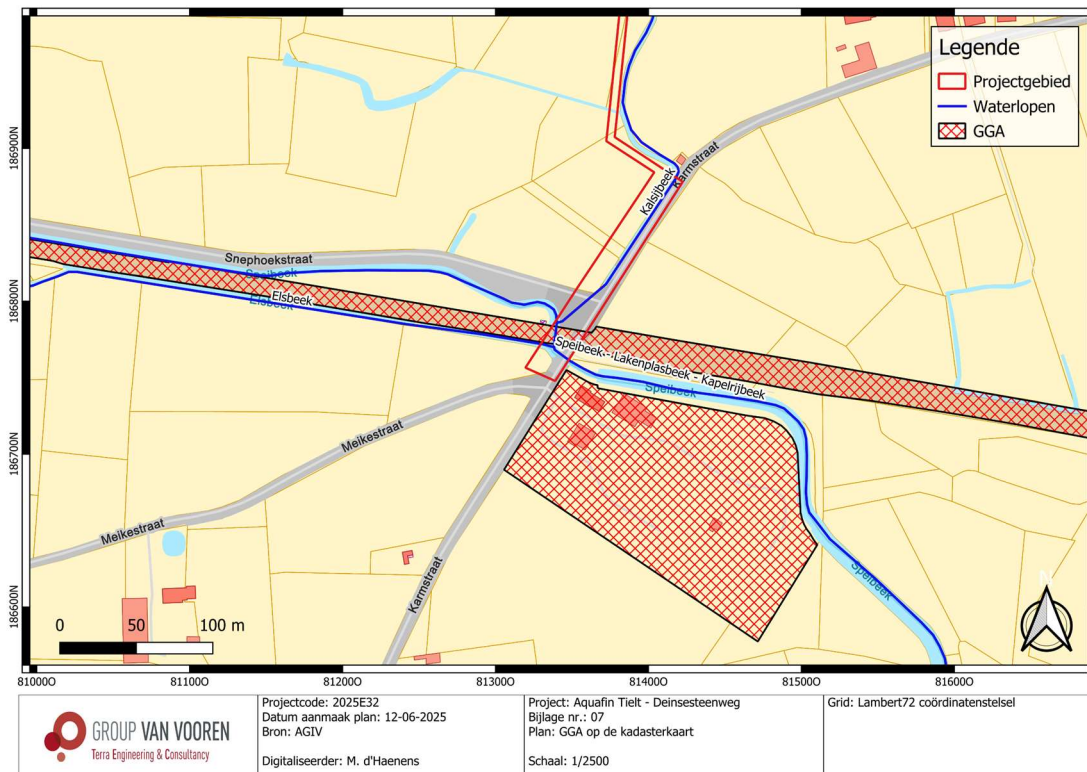 Legende
Projectgebied
Waterlopen
GGA
186900N
186800N
186700N
186600N
Karmstraat
Kalsijbeek
Snephoekstraat
Speibeek
Elsbeek
Elsbeek
Speibeek - Lakenplasbeek - Kapelrijbeek
Speibeek
Meikestraat
Meikestraat
Karmstraat
Speibeek
N
0 50 100 m
810000 811000 812000 813000 814000 815000 816000
GROUP VAN VOOREN
Terra Engineering & Consultancy
Projectcode: 2025E32
Datum aanmaak plan: 12-06-2025
Bron: AGIV
Digitaliseerder: M. d'Haenens
Project: Aquafin Tielt - Deinsesteenweg
Bijlage nr.: 07
Plan: GGA op de kadasterkaart
Schaal: 1/2500
Grid: Lambert72 coördinatenstelsel